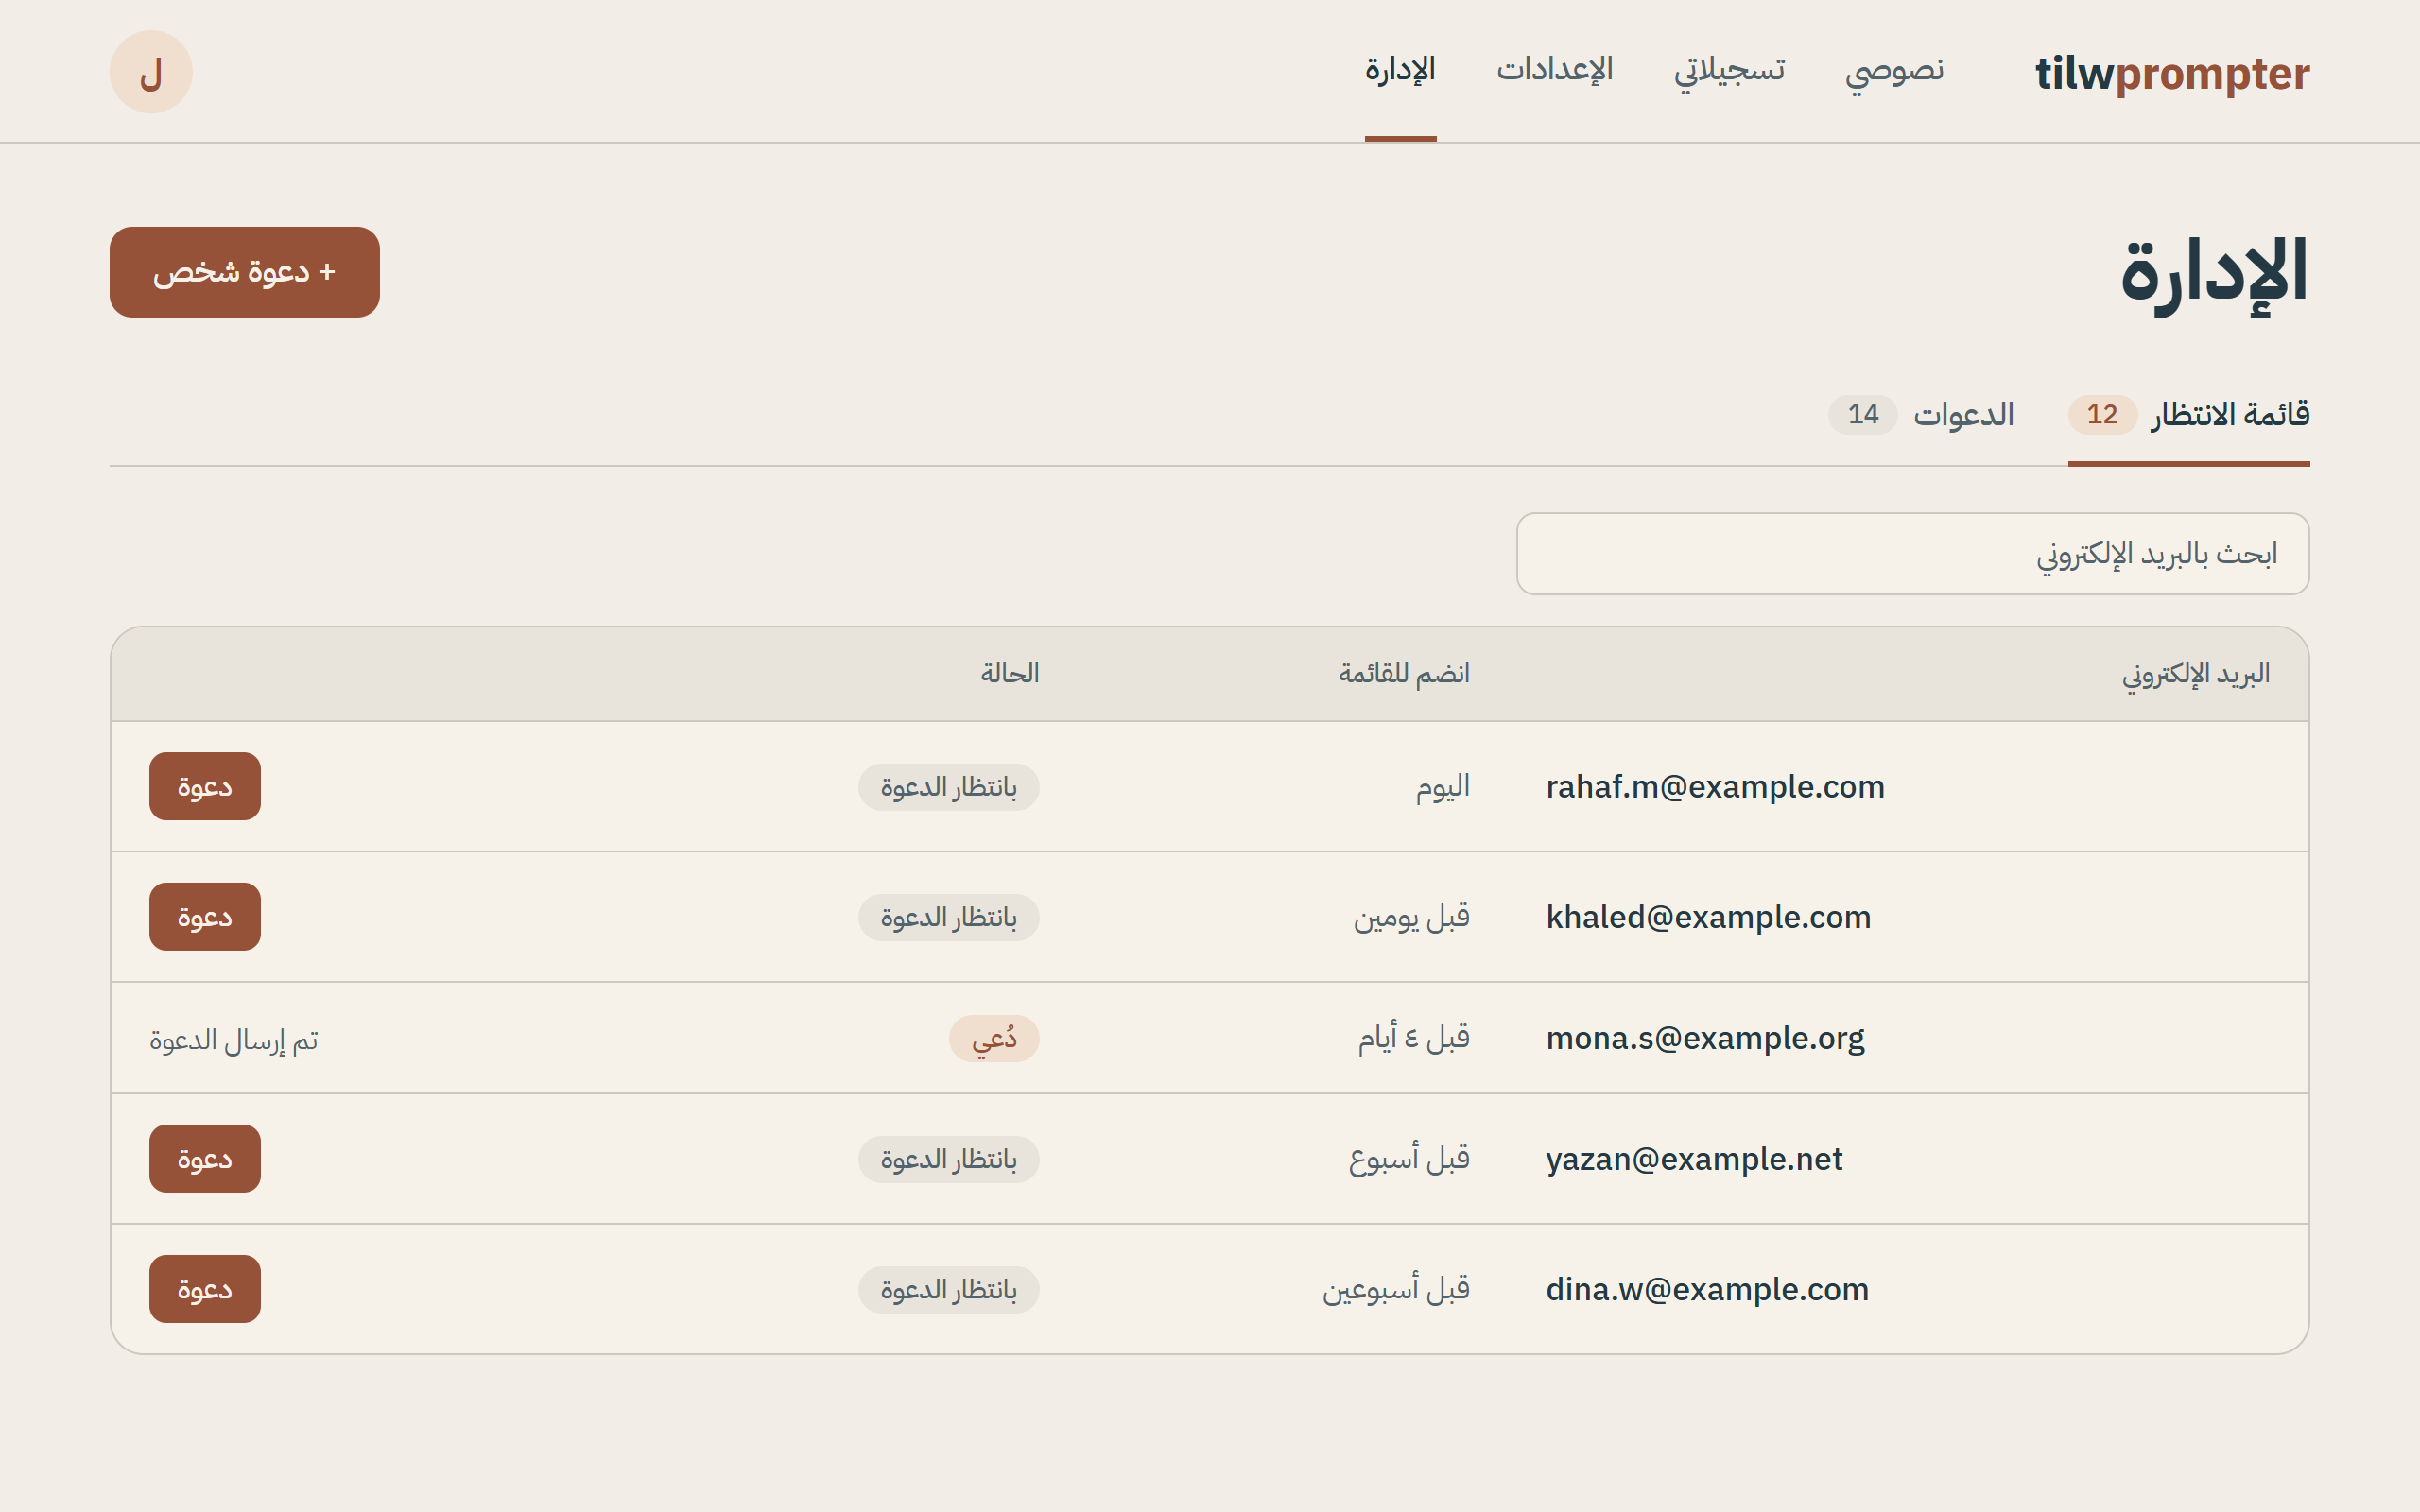 tilwprompter نصوصي تسجيلاتي الإعدادات الإدارة ل
الإدارة + دعوة شخص
قائمة الانتظار 12 الدعوات 14
ابحث بالبريد الإلكتروني
البريد الإلكتروني انضم للقائمة الحالة
rahaf.m@example.com اليوم بانتظار الدعوة دعوة
khaled@example.com قبل يومين بانتظار الدعوة دعوة
mona.s@example.org قبل ٤ أيام دُعي تم إرسال الدعوة
yazan@example.net قبل أسبوع بانتظار الدعوة دعوة
dina.w@example.com قبل أسبوعين بانتظار الدعوة دعوة